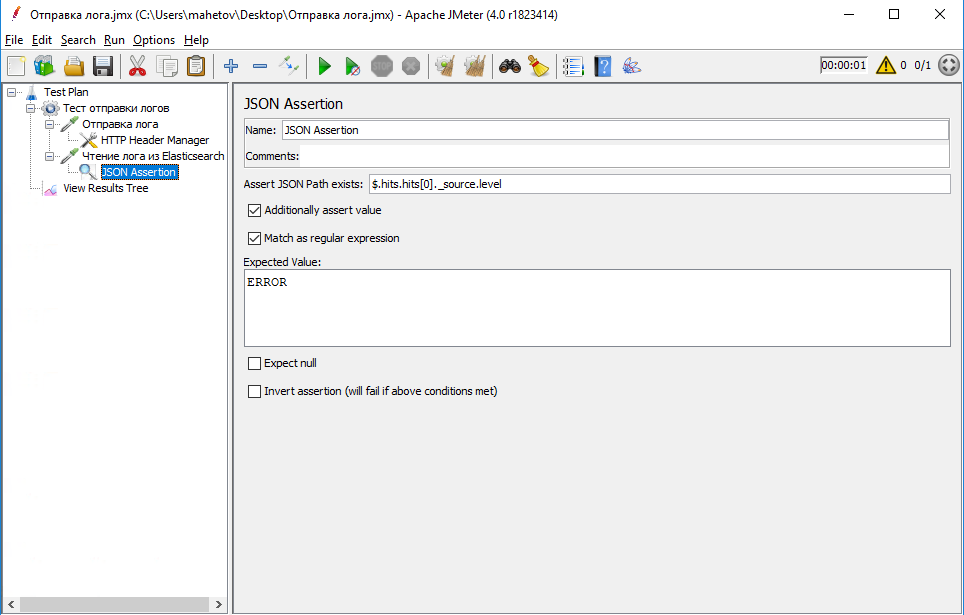 Отправка лога.jmx (C:\Users\mahetov\Desktop\Отправка лога.jmx) - Apache JMeter (4.0 r1823414)
File Edit Search Run Options Help
STOP 00:00:01 0 0/1
Test Plan
Тест отправки логов
Отправка лога
HTTP Header Manager
Чтение лога из Elasticsearch
JSON Assertion
View Results Tree
JSON Assertion
Name: JSON Assertion
Comments:
Assert JSON Path exists: $.hits.hits[0]._source.level
Additionally assert value
Match as regular expression
Expected Value:
ERROR
Expect null
Invert assertion (will fail if above conditions met)